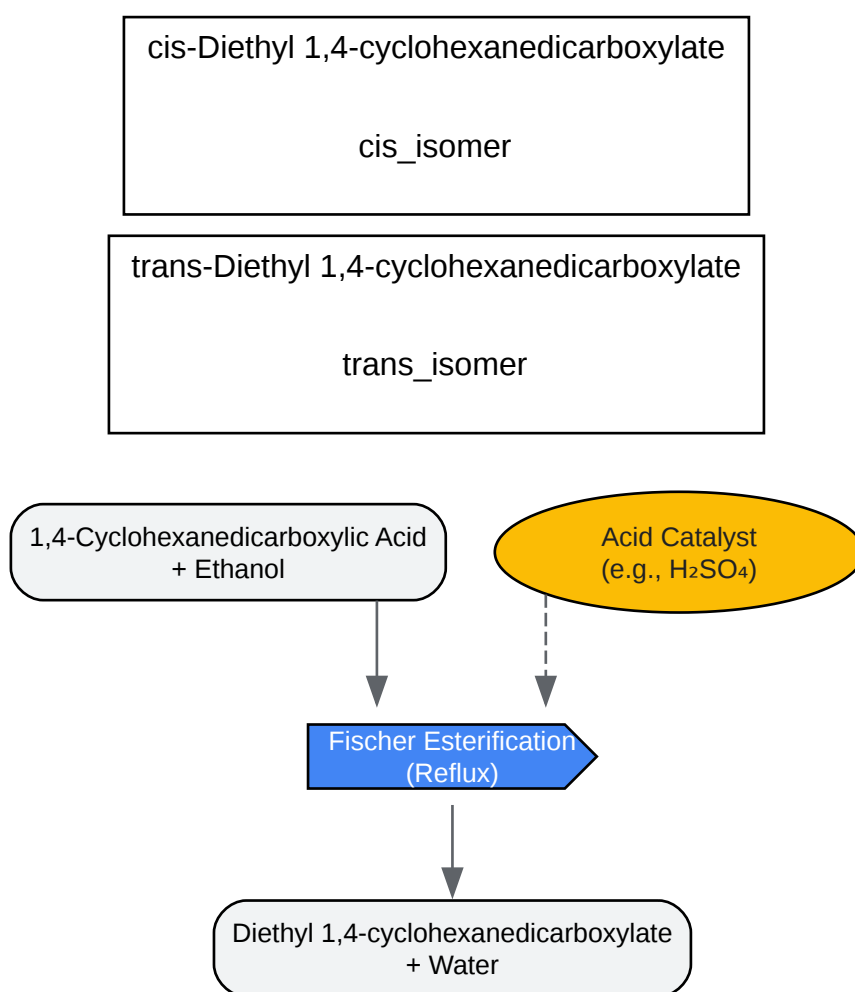 cis-Diethyl 1,4-cyclohexanedicarboxylate
cis_isomer
trans-Diethyl 1,4-cyclohexanedicarboxylate
trans_isomer
1,4-Cyclohexanedicarboxylic Acid
+ Ethanol
Acid Catalyst
(e.g., H₂SO₄)
Fischer Esterification
(Reflux)
Diethyl 1,4-cyclohexanedicarboxylate
+ Water